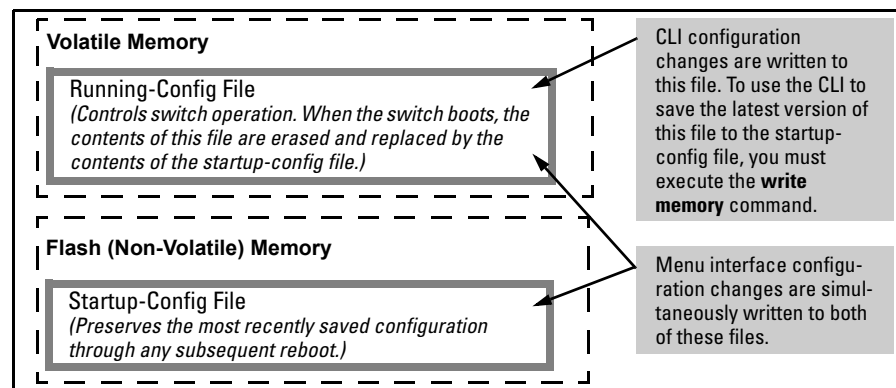 Volatile Memory
Running-Config File
(Controls switch operation. When the switch boots, the
contents of this file are erased and replaced by the
contents of the startup-config file.)
CLI configuration
changes are written to
this file. To use the CLI to
save the latest version of
this file to the startup-
config file, you must
execute the write
memory command.
Flash (Non-Volatile) Memory
Startup-Config File
(Preserves the most recently saved configuration
through any subsequent reboot.)
Menu interface configu-
ration changes are simul-
taneously written to both
of these files.